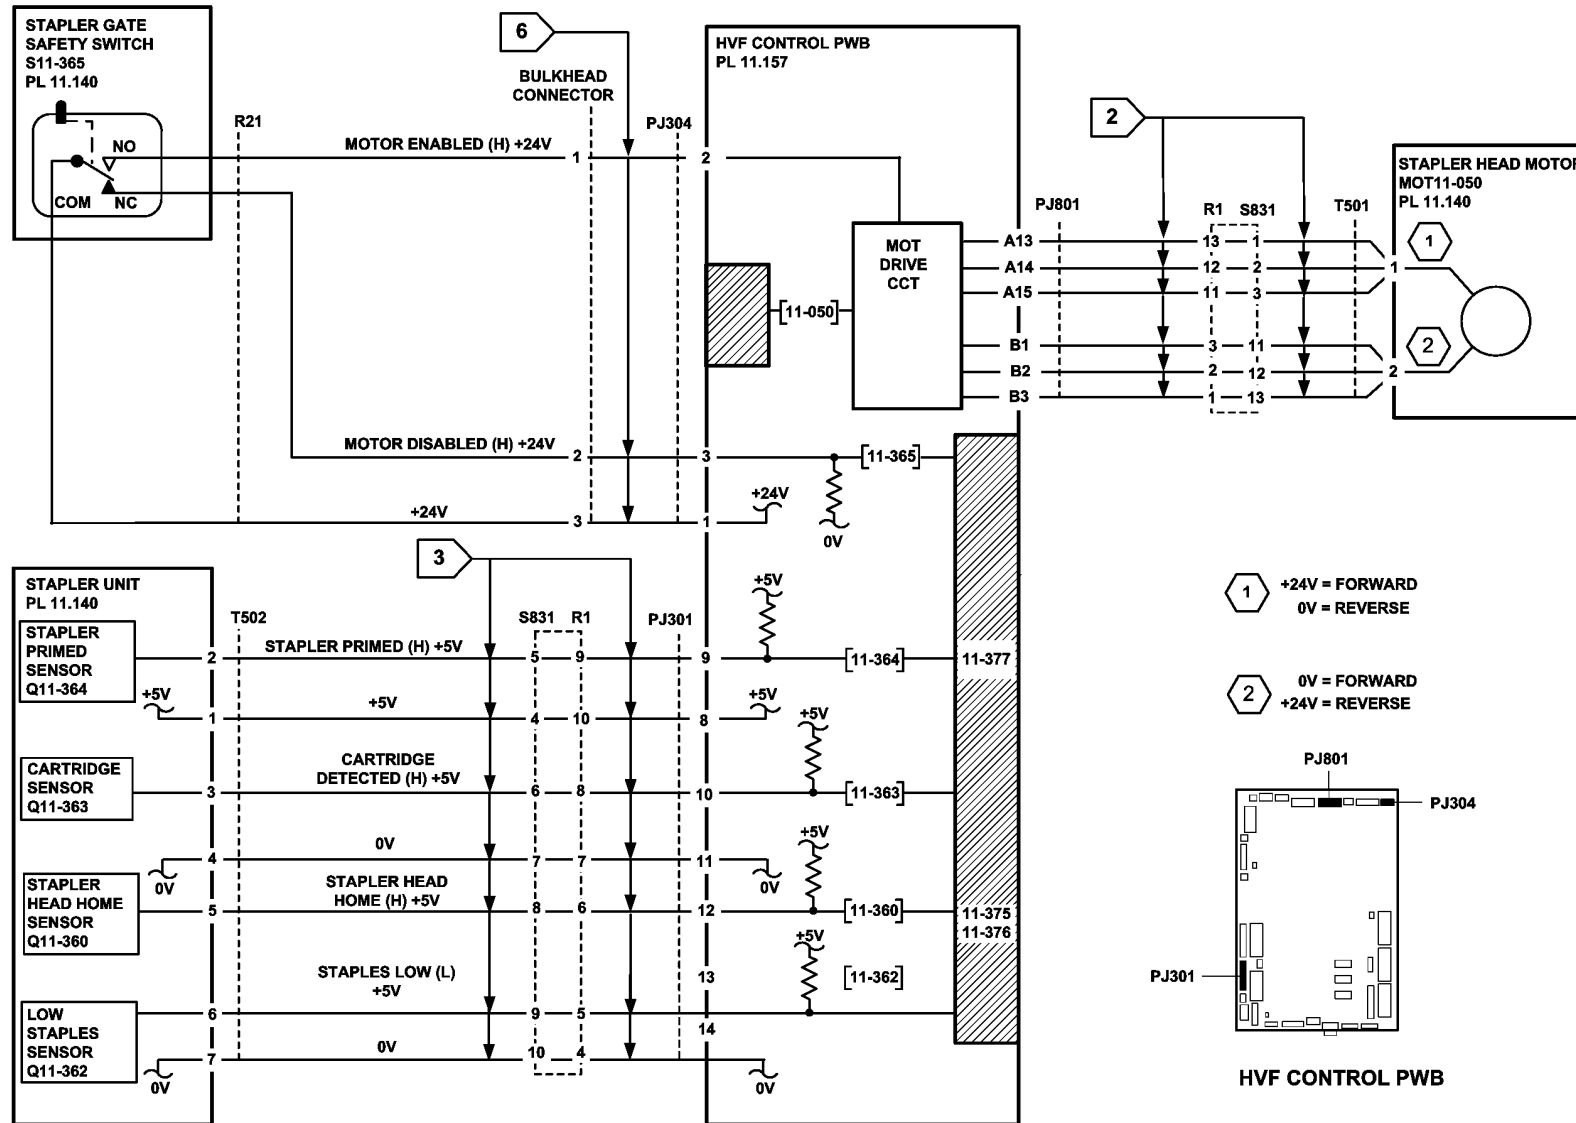 STAPLER GATE
SAFETY SWITCH
S11-365
PL 11.140
NO
COM
NC
R21
6
BULKHEAD
CONNECTOR
PJ304
MOTOR ENABLED (H) +24V
1
2
MOTOR DISABLED (H) +24V
2
3
+24V
3
1
HVF CONTROL PWB
PL 11.157
MOT
DRIVE
CCT
[11-050]
[11-365]
+24V
0V
2
PJ801
R1
S831
T501
A13
13
1
A14
12
2
1
A15
11
3
B1
3
11
B2
2
12
2
B3
1
13
STAPLER HEAD MOTOR
MOT11-050
PL 11.140
1
2
3
STAPLER UNIT
PL 11.140
T502
S831
R1
PJ301
STAPLER
PRIMED
SENSOR
Q11-364
2
STAPLER PRIMED (H) +5V
5
9
9
+5V
[11-364]
11-377
+5V
1
+5V
4
10
8
+5V
CARTRIDGE
SENSOR
Q11-363
3
CARTRIDGE
DETECTED (H) +5V
6
8
10
+5V
[11-363]
0V
4
0V
7
7
11
0V
STAPLER
HEAD HOME
SENSOR
Q11-360
5
STAPLER HEAD
HOME (H) +5V
8
6
12
+5V
[11-360]
11-375
11-376
LOW
STAPLES
SENSOR
Q11-362
6
STAPLES LOW (L)
+5V
9
5
13
+5V
[11-362]
0V
7
0V
10
4
14
0V
1
+24V = FORWARD
0V = REVERSE
2
0V = FORWARD
+24V = REVERSE
PJ801
PJ304
PJ301
HVF CONTROL PWB